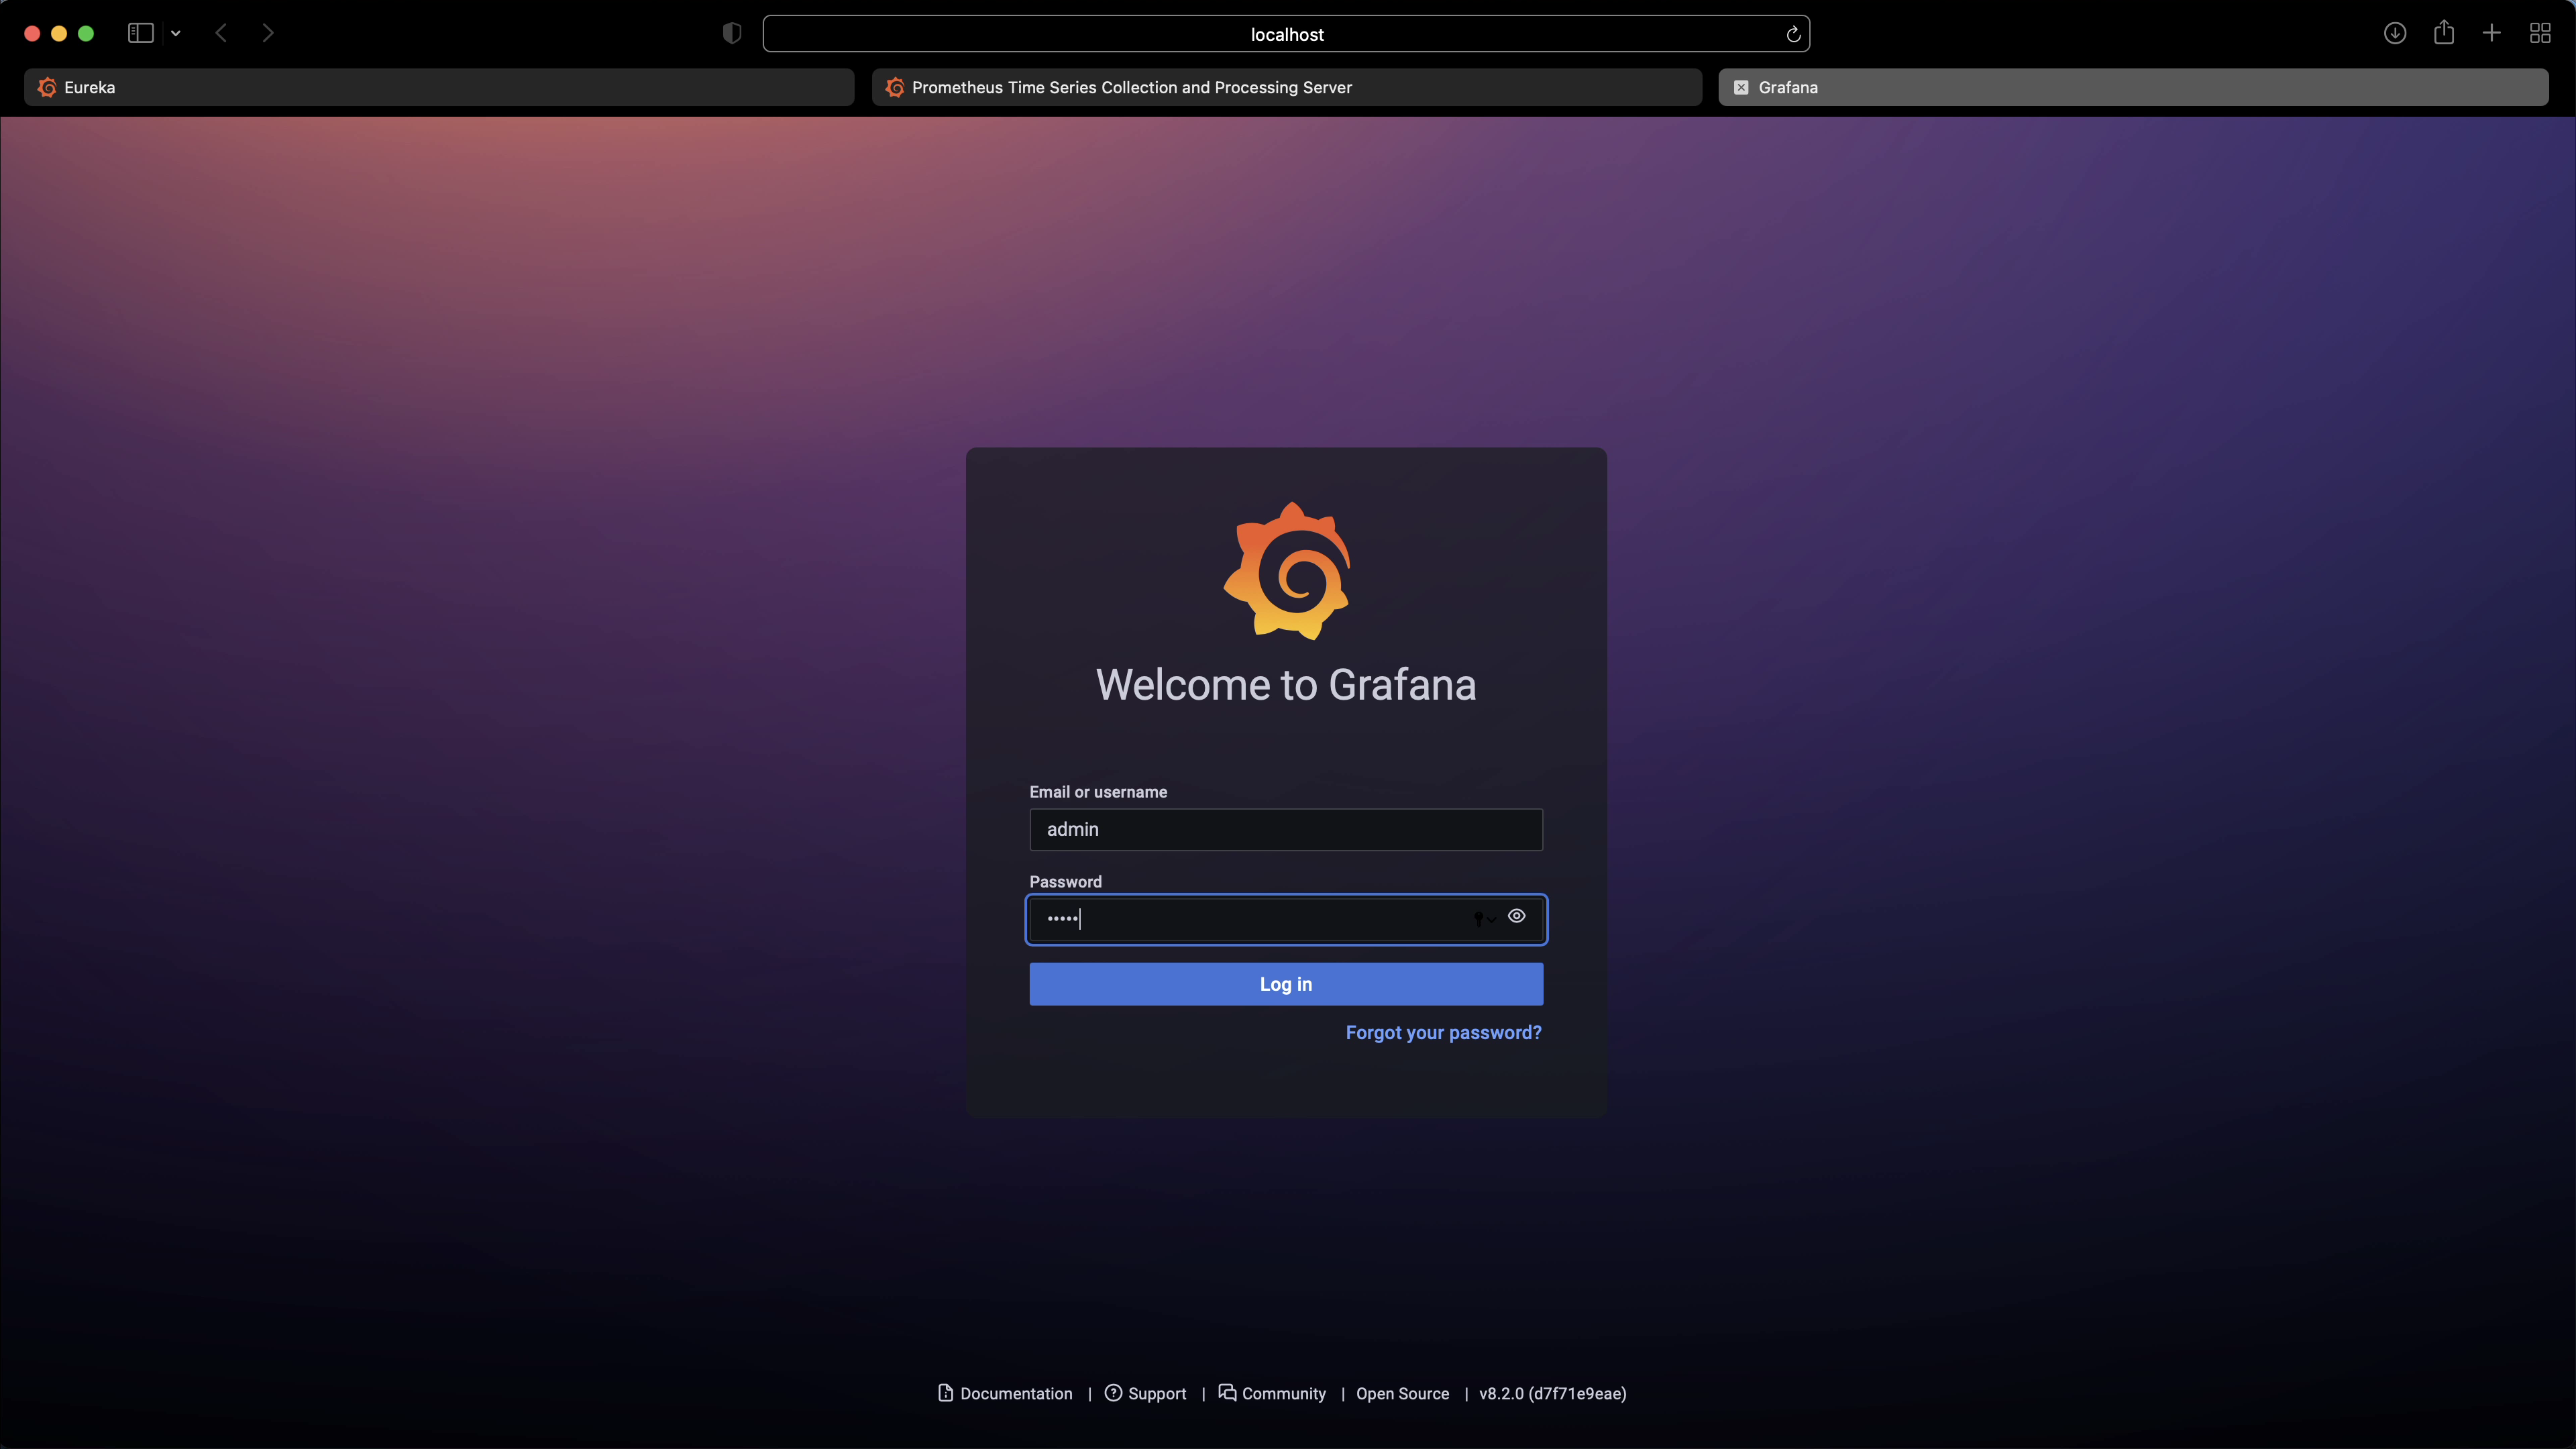 localhost
Eureka
Prometheus Time Series Collection and Processing Server
Grafana
Welcome to Grafana
Email or username
admin
Password
•••••
Log in
Forgot your password?
Documentation | Support | Community | Open Source | v8.2.0 (d7f71e9eae)